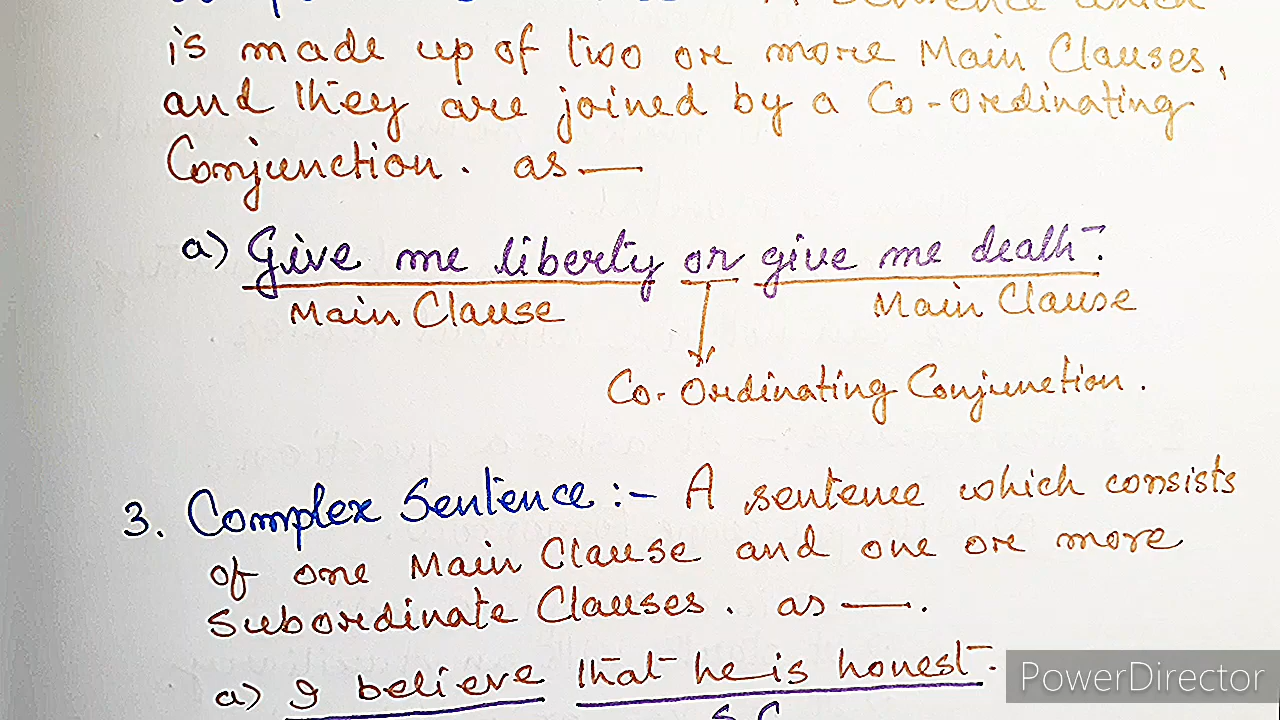 A sentence which
is made up of two or more Main Clauses,
and they are joined by a Co-Ordinating
Conjunction. as —
a) Give me liberty or give me death.
Main Clause Main Clause
Co-Ordinating Conjunction.
3. Complex Sentence :- A sentence which consists
of one Main Clause and one or more
Subordinate Clauses. as —.
a) I believe that he is honest.
S.C
PowerDirector